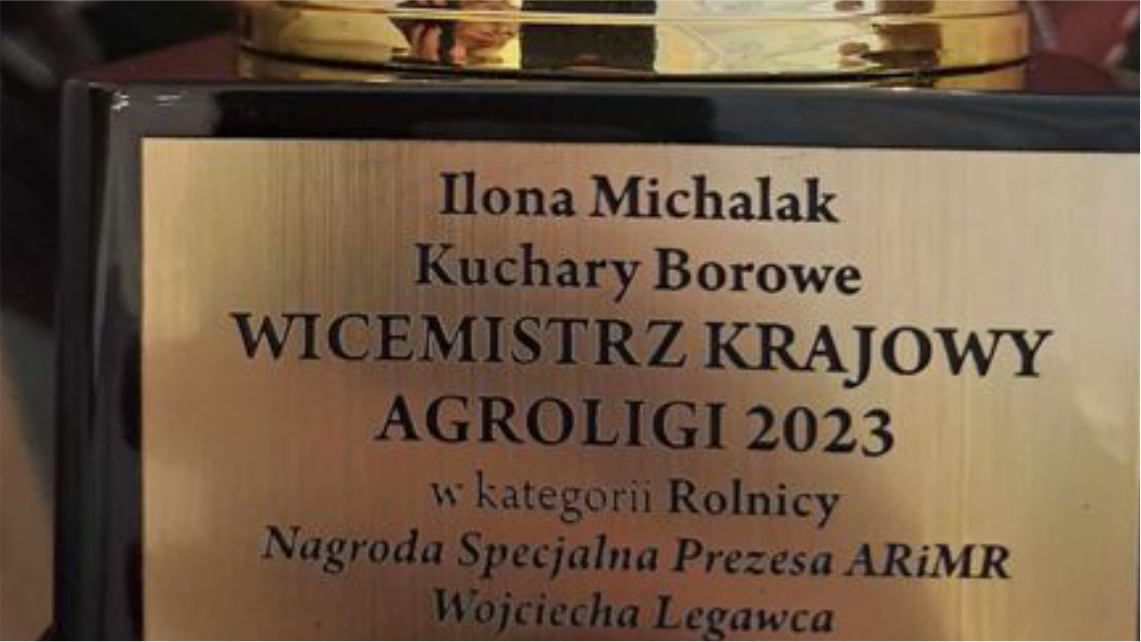 Ilona Michalak
Kuchary Borowe
WICEMISTRZ KRAJOWY
AGROLIGI 2023
w kategorii Rolnicy
Nagroda Specjalna Prezesa ARiMR
Wojciecha Legawca